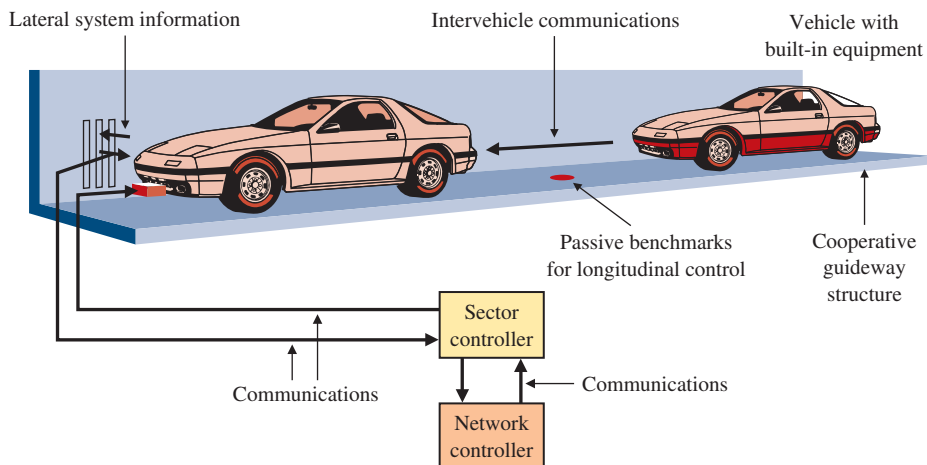 Lateral system information
Intervehicle communications
Vehicle with
built-in equipment
Passive benchmarks
for longitudinal control
Cooperative
guideway
structure
Sector
controller
Communications
Communications
Network
controller